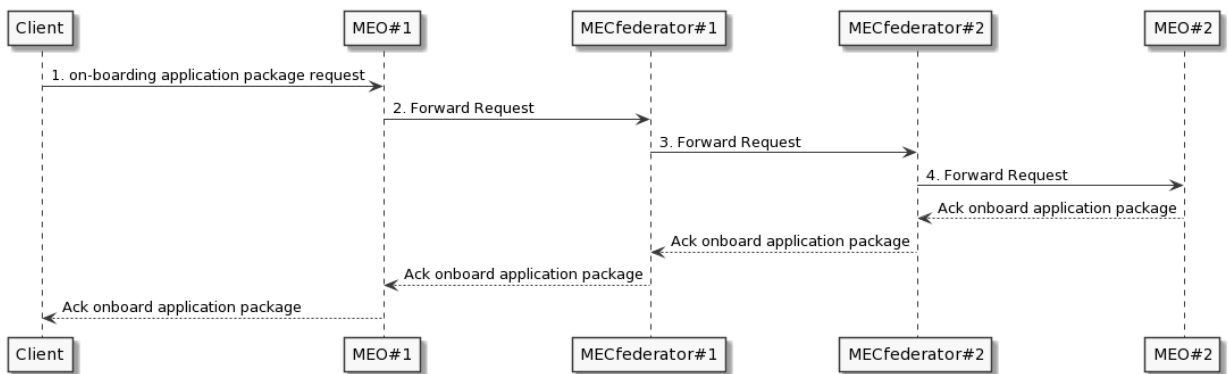 Client
MEO#1
MECfederator#1
MECfederator#2
MEO#2
1. on-boarding application package request
2. Forward Request
3. Forward Request
4. Forward Request
Ack onboard application package
Ack onboard application package
Ack onboard application package
Ack onboard application package
Client
MEO#1
MECfederator#1
MECfederator#2
MEO#2